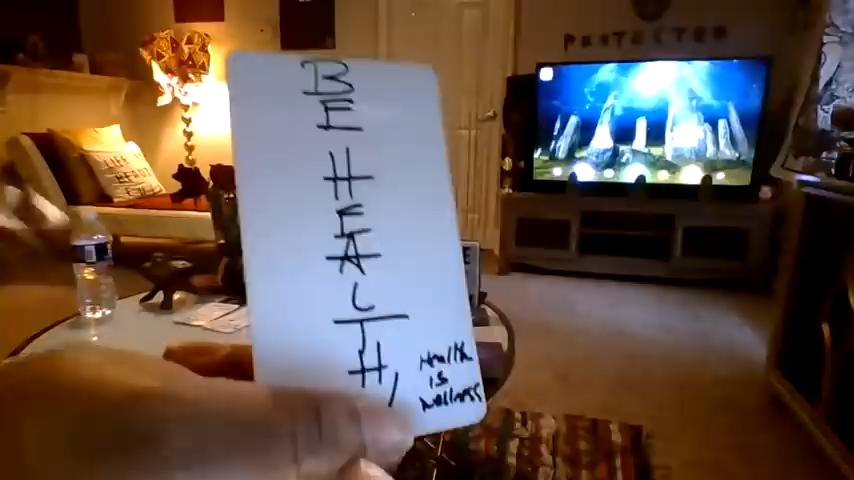 PROTECTED
BE
HEALTH,
Health
is
wellness